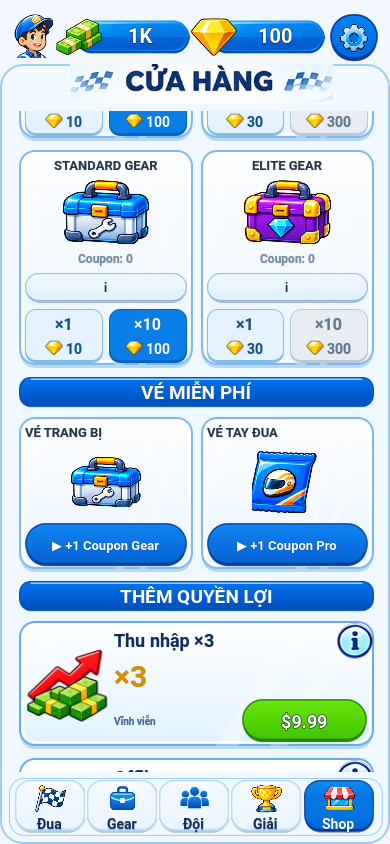 1K
100
CỬA HÀNG
10
100
30
300
STANDARD GEAR
ELITE GEAR
Coupon: 0
Coupon: 0
i
i
×1
×10
×1
×10
10
100
30
300
VÉ MIỄN PHÍ
VÉ TRANG BỊ
VÉ TAY ĐUA
▶ +1 Coupon Gear
▶ +1 Coupon Pro
THÊM QUYỀN LỢI
Thu nhập ×3
i
×3
Vĩnh viễn
$9.99
Đua
Gear
Đội
Giải
Shop